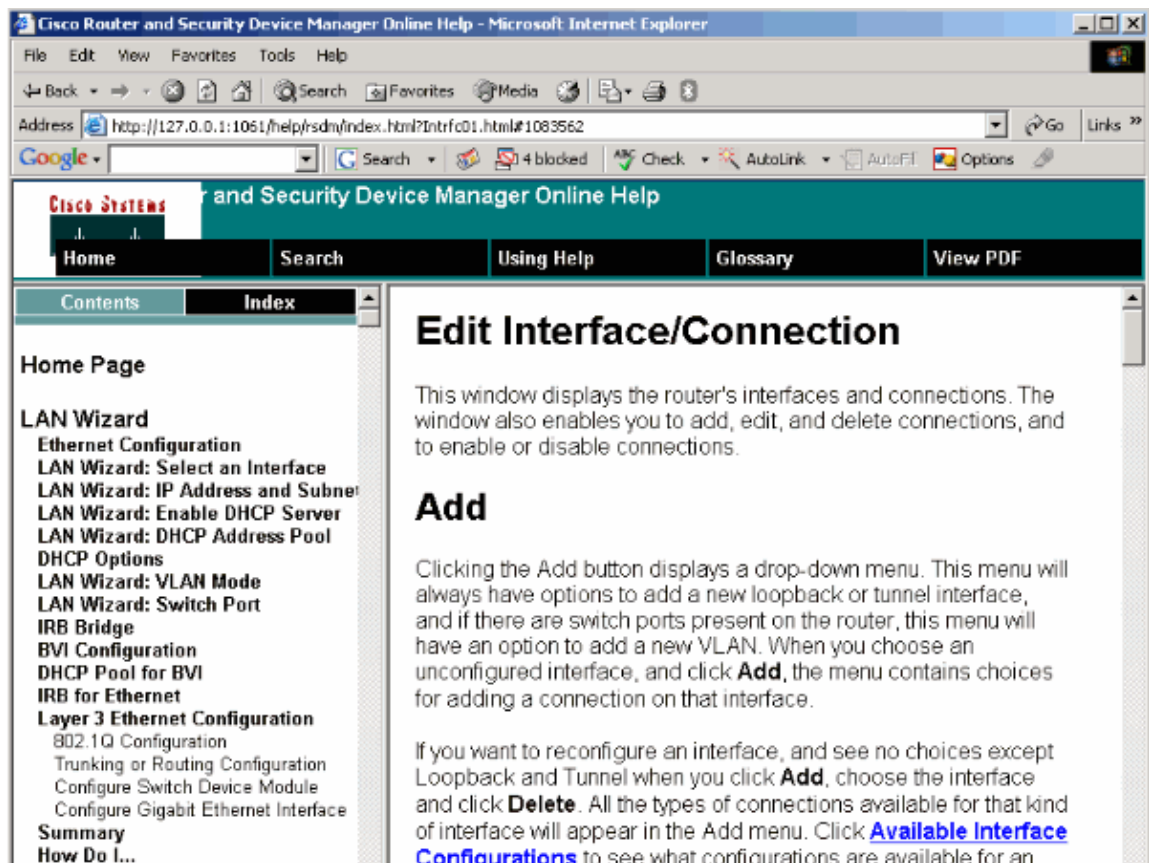 Cisco Router and Security Device Manager Online Help - Microsoft Internet Explorer
File Edit View Favorites Tools Help
Back Search Favorites Media
Address http://127.0.0.1:1061/help/rsdm/index.html?Intrfc01.html#1083562 Go Links »
Google Search 4 blocked ABC Check AutoLink AutoFill Options
CISCO SYSTEMS
r and Security Device Manager Online Help
Home Search Using Help Glossary View PDF
Contents Index
Home Page
LAN Wizard
Ethernet Configuration
LAN Wizard: Select an Interface
LAN Wizard: IP Address and Subne
LAN Wizard: Enable DHCP Server
LAN Wizard: DHCP Address Pool
DHCP Options
LAN Wizard: VLAN Mode
LAN Wizard: Switch Port
IRB Bridge
BVI Configuration
DHCP Pool for BVI
IRB for Ethernet
Layer 3 Ethernet Configuration
802.1Q Configuration
Trunking or Routing Configuration
Configure Switch Device Module
Configure Gigabit Ethernet Interface
Summary
How Do I...
Edit Interface/Connection
This window displays the router's interfaces and connections. The
window also enables you to add, edit, and delete connections, and
to enable or disable connections.
Add
Clicking the Add button displays a drop-down menu. This menu will
always have options to add a new loopback or tunnel interface,
and if there are switch ports present on the router, this menu will
have an option to add a new VLAN. When you choose an
unconfigured interface, and click Add, the menu contains choices
for adding a connection on that interface.
If you want to reconfigure an interface, and see no choices except
Loopback and Tunnel when you click Add, choose the interface
and click Delete. All the types of connections available for that kind
of interface will appear in the Add menu. Click Available Interface
Configurations to see what configurations are available for an